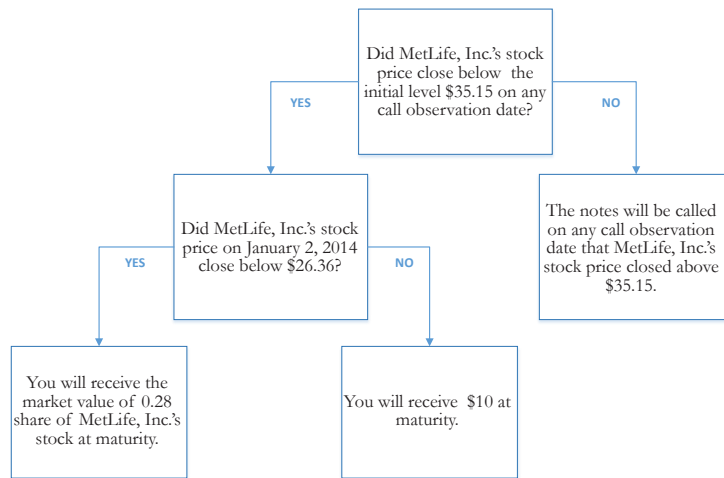 Did MetLife, Inc.'s stock
price close below the
initial level $35.15 on any
call observation date?
YES
NO
Did MetLife, Inc.'s stock
price on January 2, 2014
close below $26.36?
The notes will be called
on any call observation
date that MetLife, Inc.'s
stock price closed above
$35.15.
YES
NO
You will receive the
market value of 0.28
share of MetLife, Inc.'s
stock at maturity.
You will receive $10 at
maturity.